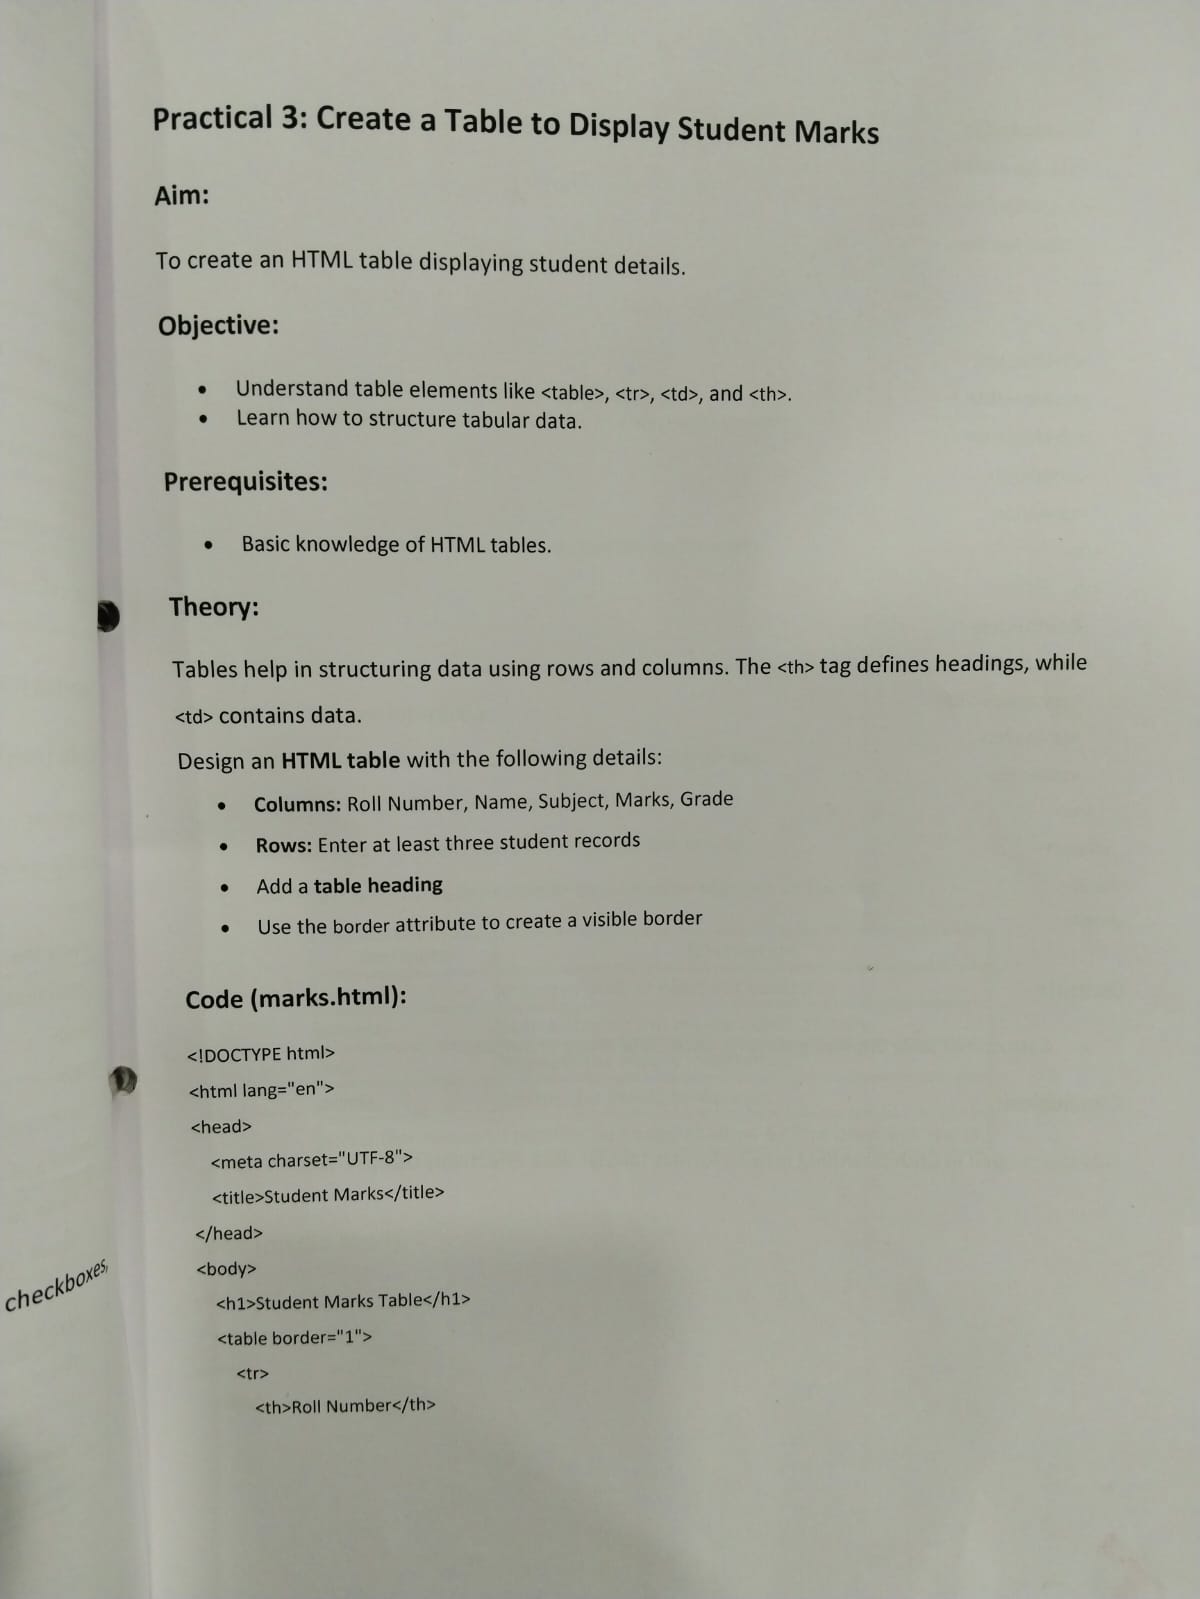 Practical 3: Create a Table to Display Student Marks
Aim:
To create an HTML table displaying student details.
Objective:
• Understand table elements like <table>, <tr>, <td>, and <th>.
• Learn how to structure tabular data.
Prerequisites:
• Basic knowledge of HTML tables.
Theory:
Tables help in structuring data using rows and columns. The <th> tag defines headings, while
<td> contains data.
Design an HTML table with the following details:
• Columns: Roll Number, Name, Subject, Marks, Grade
• Rows: Enter at least three student records
• Add a table heading
• Use the border attribute to create a visible border
Code (marks.html):
<!DOCTYPE html>
<html lang="en">
<head>
<meta charset="UTF-8">
<title>Student Marks</title>
</head>
<body>
<h1>Student Marks Table</h1>
<table border="1">
<tr>
<th>Roll Number</th>
checkboxes,